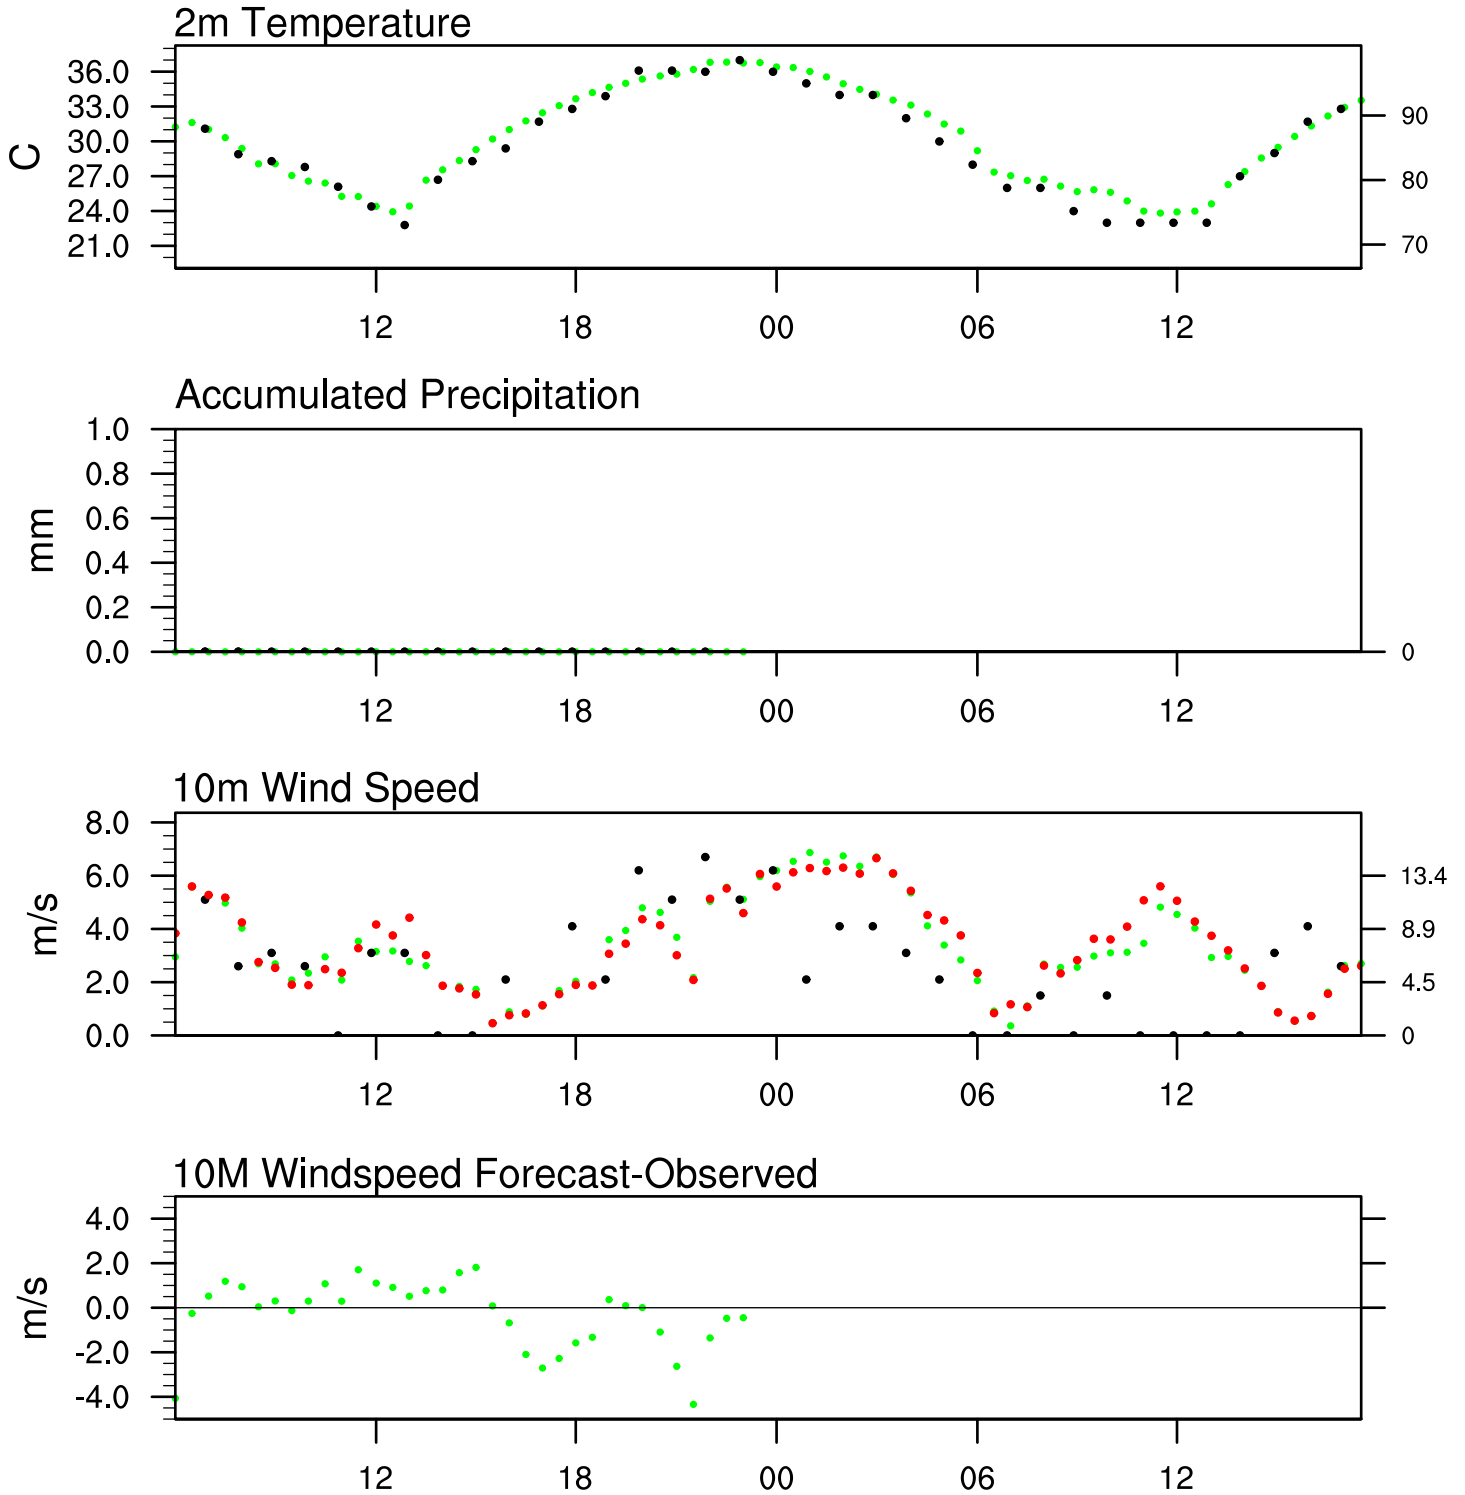 2m Temperature
36.0
33.0
30.0
27.0
24.0
21.0
C
90
80
70
12 18 00 06 12
Accumulated Precipitation
1.0
0.8
0.6
0.4
0.2
0.0
mm
0
12 18 00 06 12
10m Wind Speed
8.0
6.0
4.0
2.0
0.0
m/s
13.4
8.9
4.5
0
12 18 00 06 12
10M Windspeed Forecast-Observed
4.0
2.0
0.0
-2.0
-4.0
m/s
12 18 00 06 12